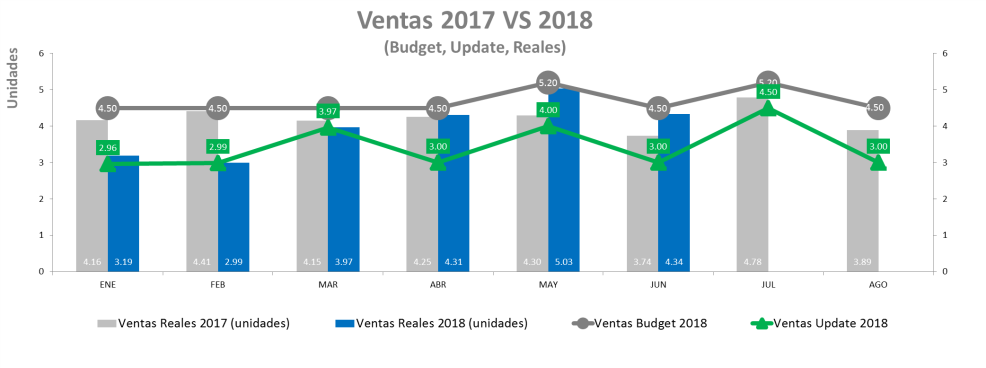 Ventas 2017 VS 2018
(Budget, Update, Reales)
Unidades
6 6
5 5
4 4
3 3
2 2
1 1
0 0
4.50 4.50 4.50 5.20 4.50 5.20 4.50
2.96 2.99 3.97 3.00 4.00 3.00 4.50 3.00
4.16 3.19 4.41 2.99 4.15 3.97 4.25 4.31 4.30 5.03 3.74 4.34 4.78 3.89
ENE FEB MAR ABR MAY JUN JUL AGO
Ventas Reales 2017 (unidades) Ventas Reales 2018 (unidades) Ventas Budget 2018 Ventas Update 2018